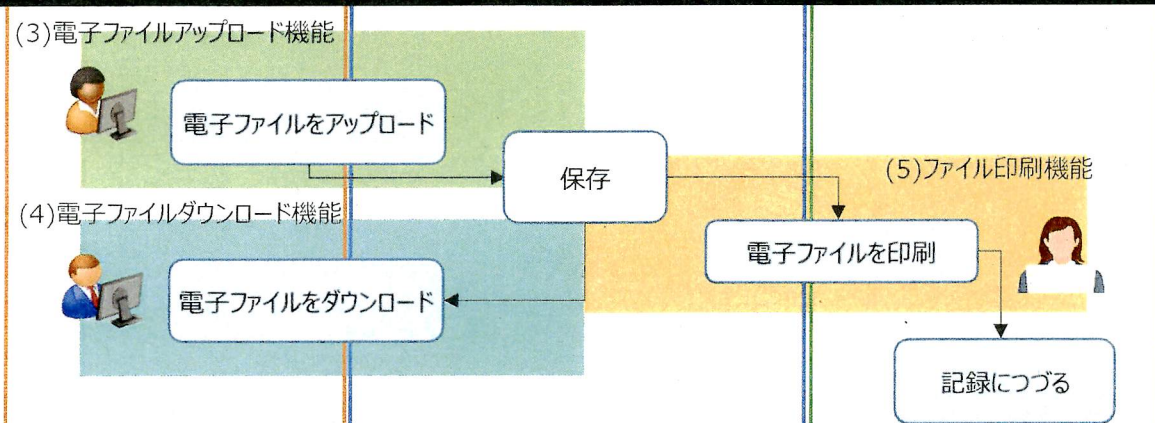 (3)電子ファイルアップロード機能
電子ファイルをアップロード
保存
(5)ファイル印刷機能
(4)電子ファイルダウンロード機能
電子ファイルを印刷
電子ファイルをダウンロード
記録につづる